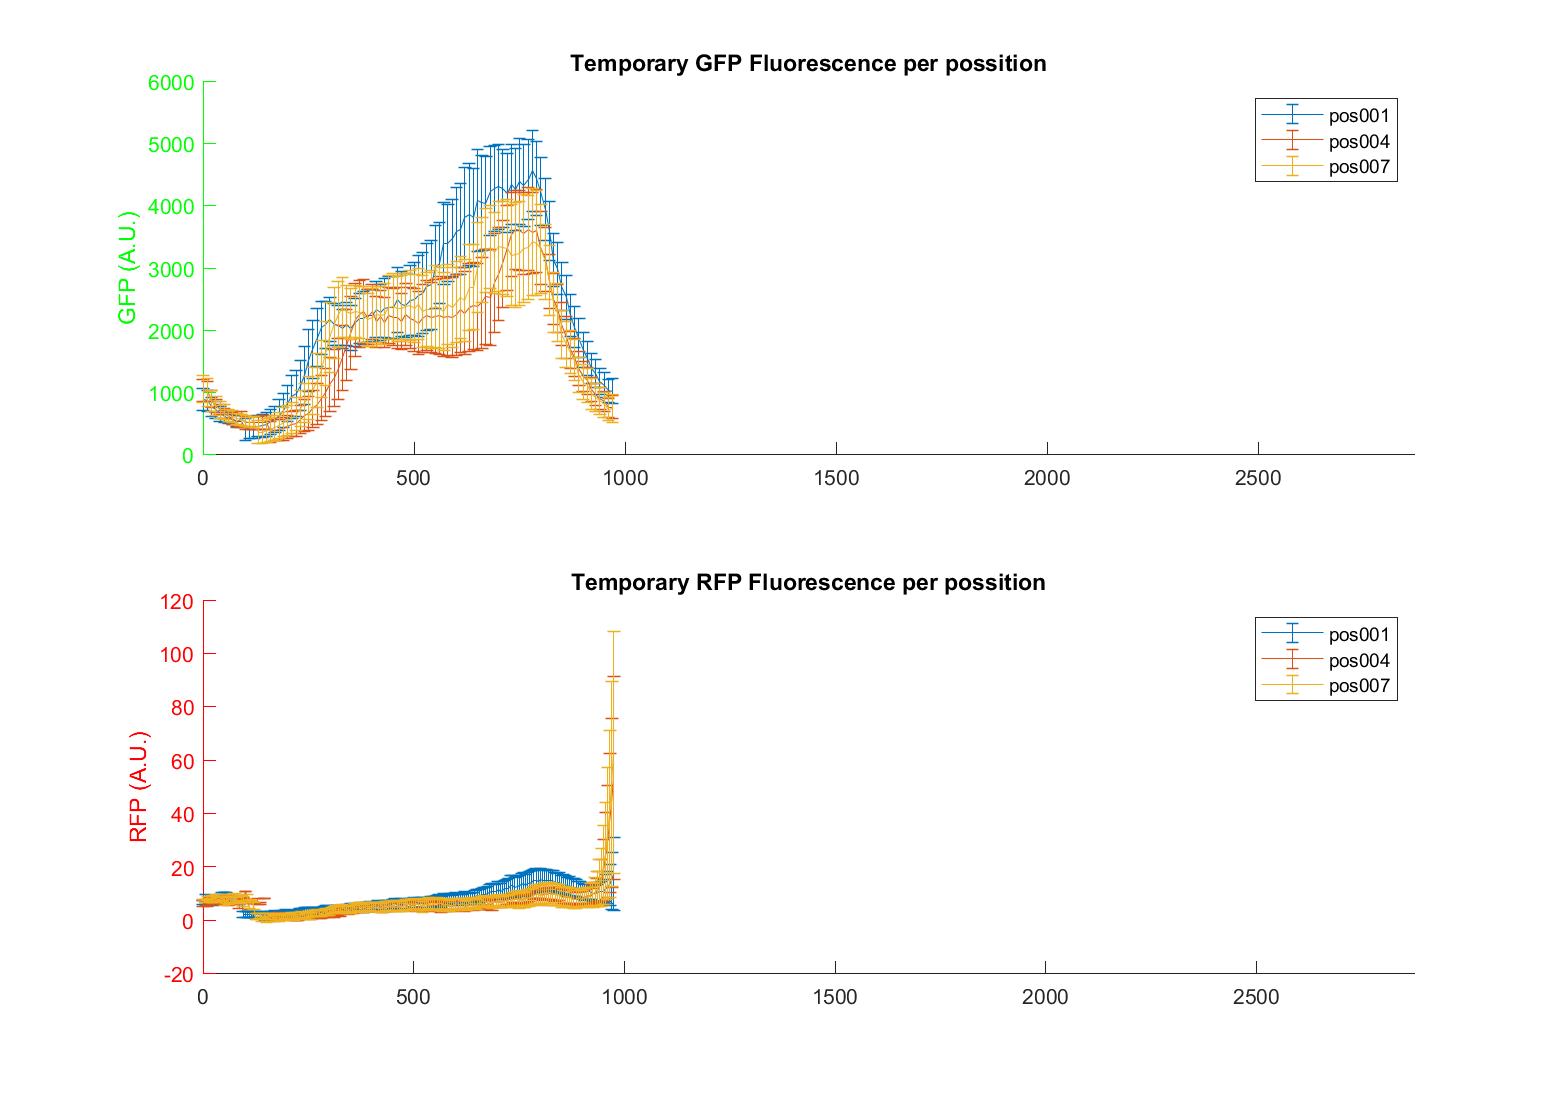 Temporary GFP Fluorescence per possition
6000
5000
4000
3000
2000
1000
0
GFP (A.U.)
0 500 1000 1500 2000 2500
pos001
pos004
pos007
Temporary RFP Fluorescence per possition
120
100
80
60
40
20
0
-20
RFP (A.U.)
0 500 1000 1500 2000 2500
pos001
pos004
pos007